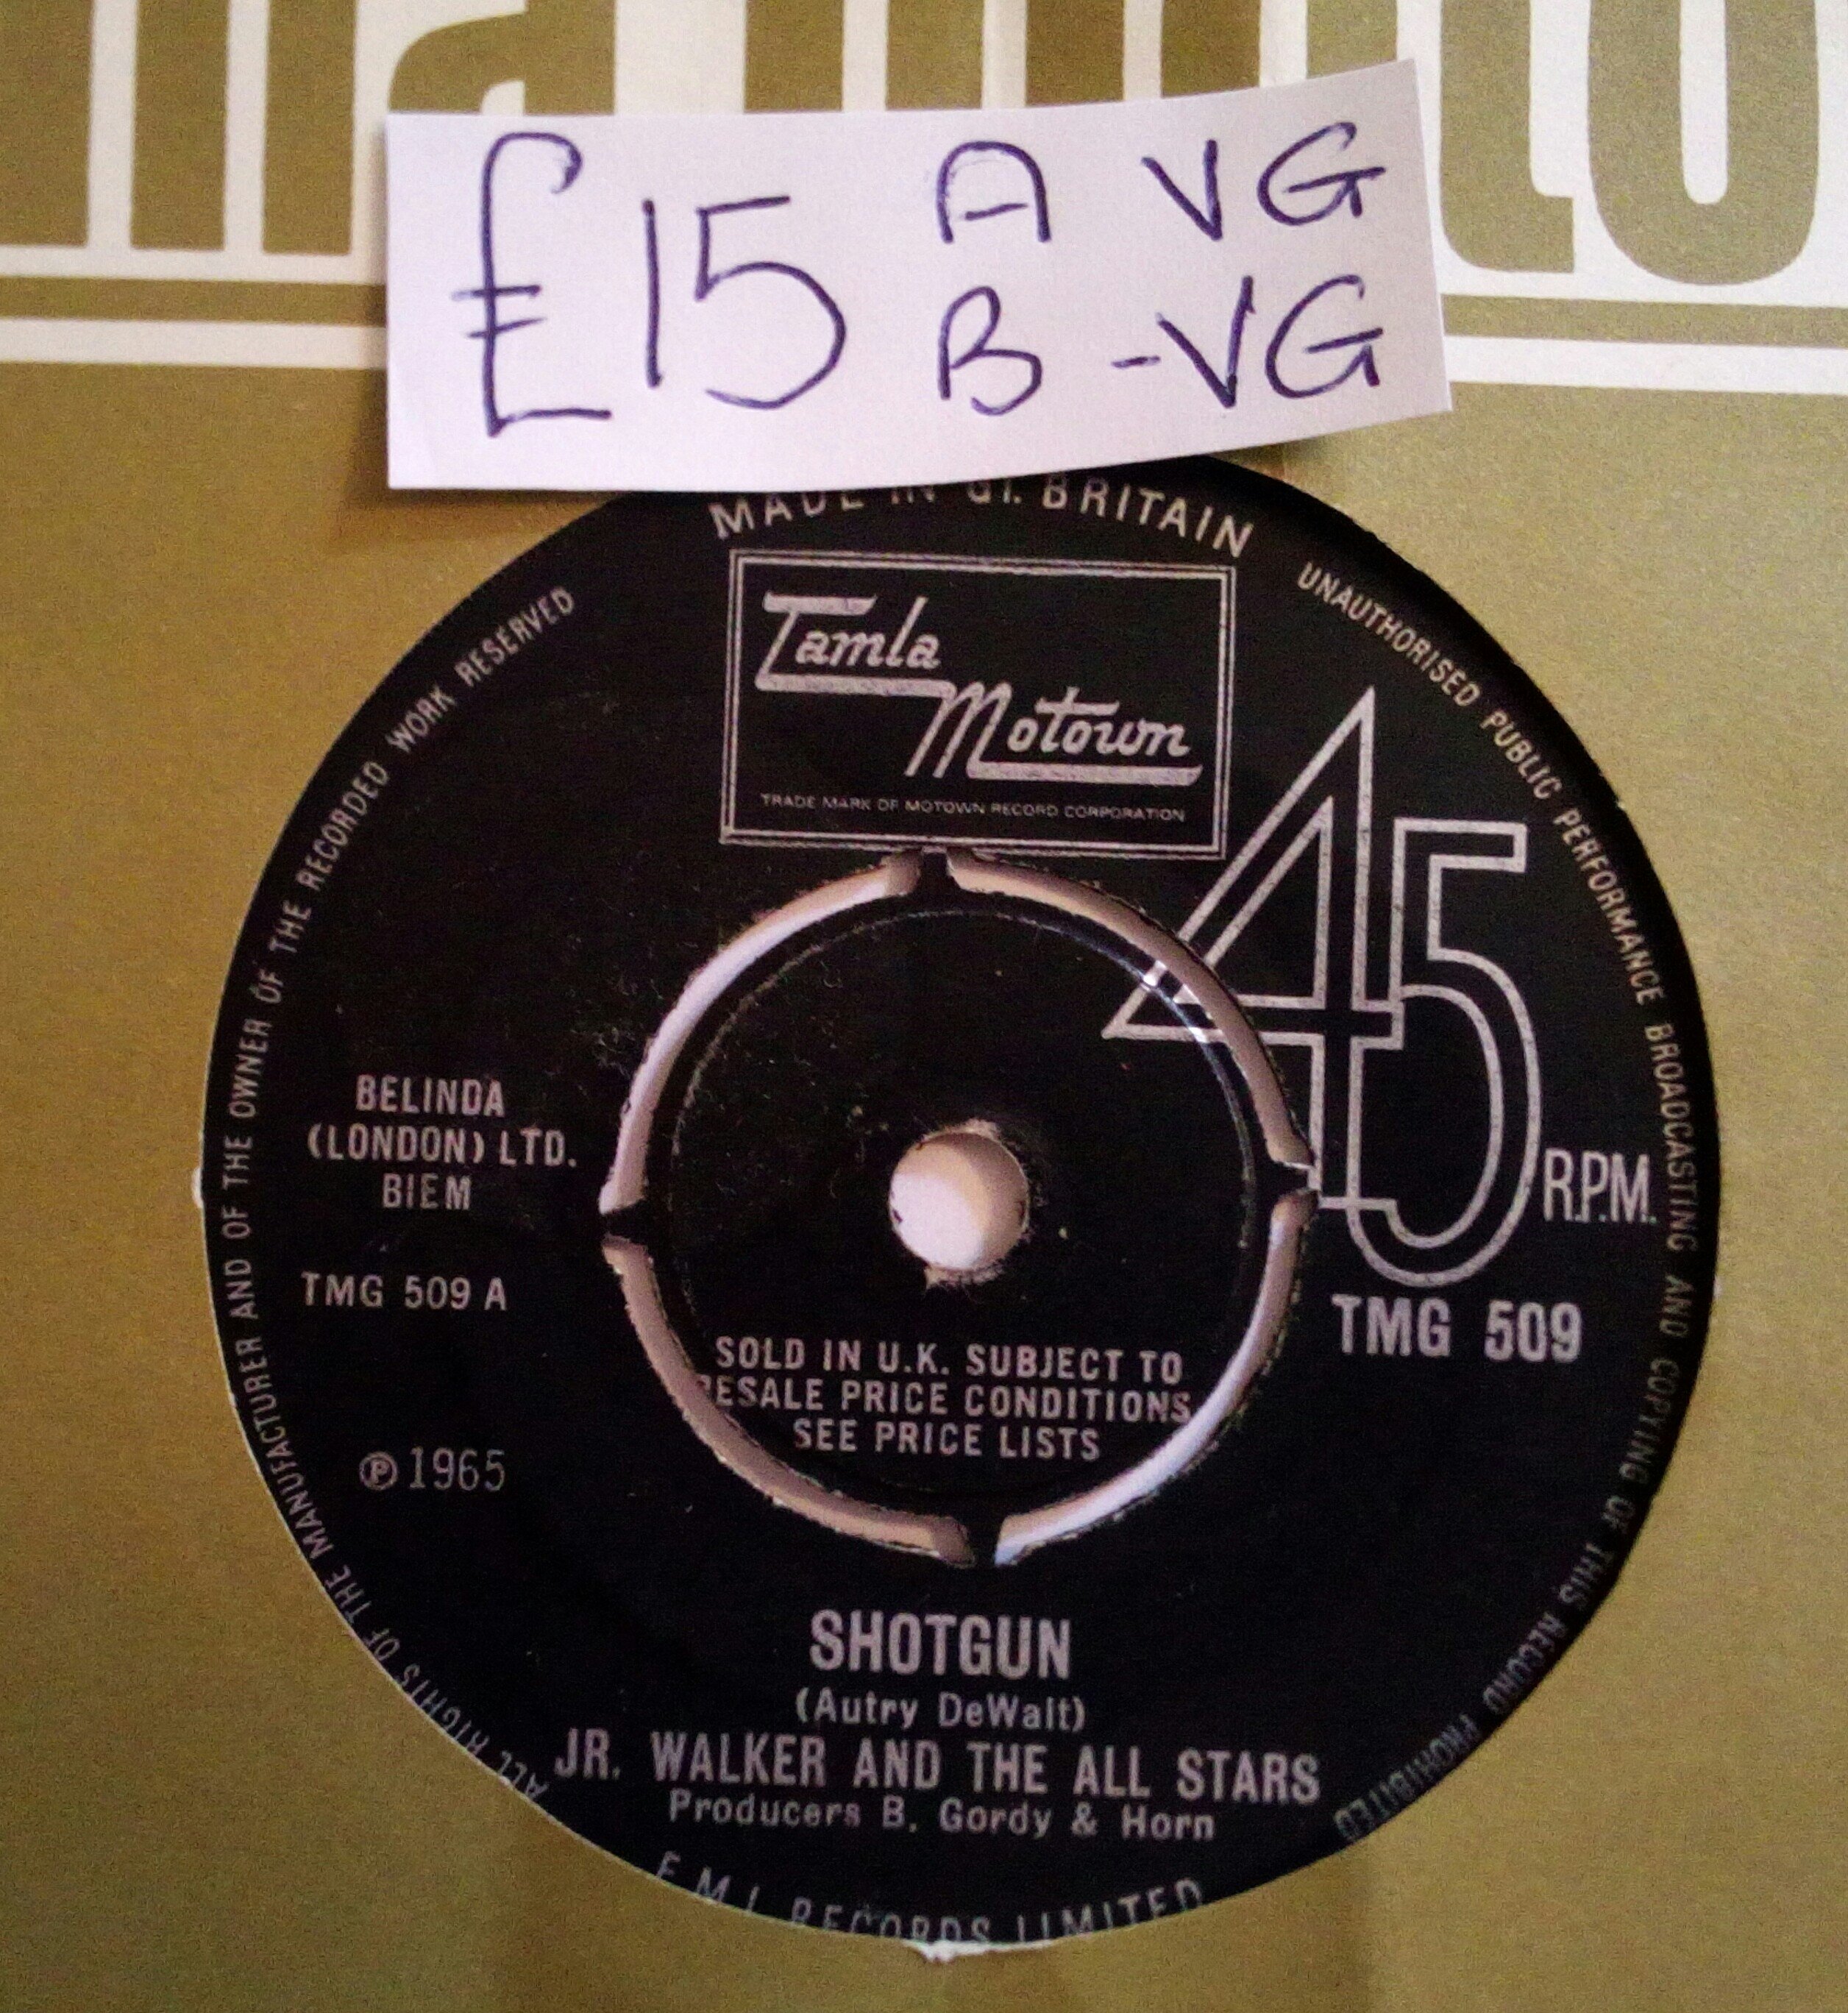 £15 A VG
B -VG
MADE IN GT. BRITAIN
Tamla
Motown
TRADE MARK OF MOTOWN RECORD CORPORATION
UNAUTHORISED PUBLIC PERFORMANCE BROADCASTING AND COPYING OF THIS RECORD PROHIBITED
ALL RIGHTS OF THE MANUFACTURER AND OF THE OWNER OF THE RECORDED WORK RESERVED
45
R.P.M.
BELINDA
(LONDON) LTD.
BIEM
TMG 509 A
TMG 509
SOLD IN U.K. SUBJECT TO
RESALE PRICE CONDITIONS,
SEE PRICE LISTS
℗ 1965
SHOTGUN
(Autry DeWalt)
JR. WALKER AND THE ALL STARS
Producers B. Gordy & Horn
E.M.I. RECORDS LIMITED